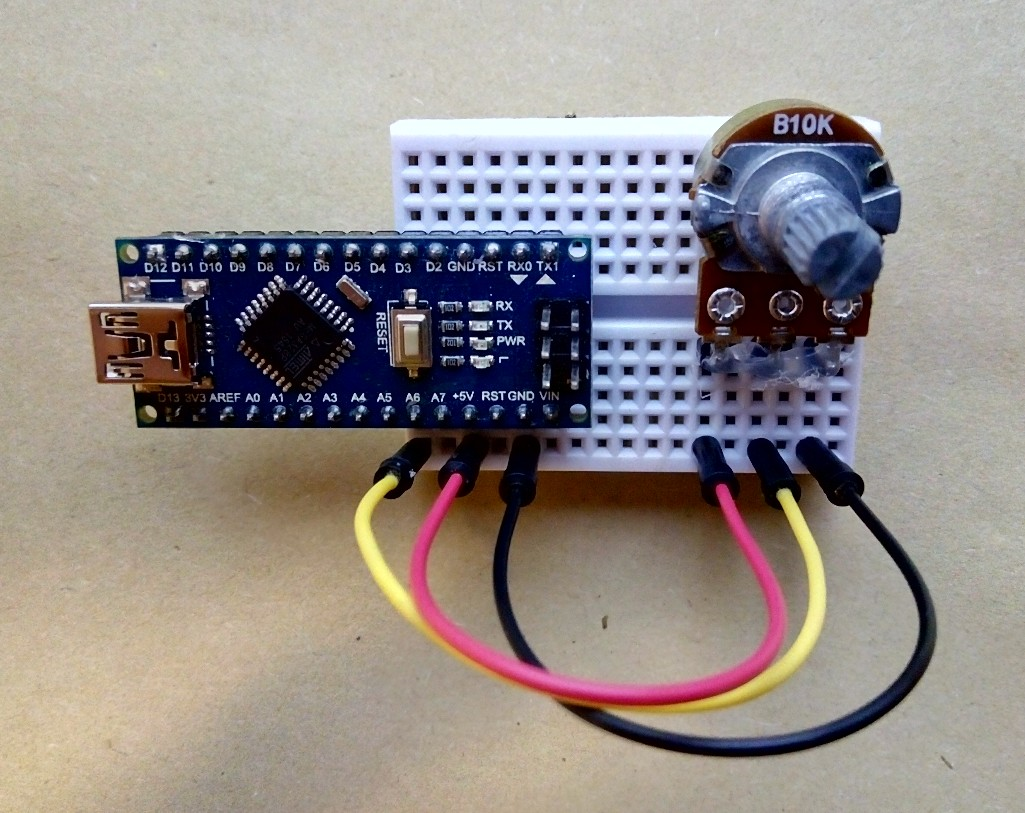 B10K
D12 D11 D10 D9 D8 D7 D6 D5 D4 D3 D2 GND RST RX0 TX1
RX
TX
PWR
L
RESET
D13 3V3 AREF A0 A1 A2 A3 A4 A5 A6 A7 +5V RST GND VIN